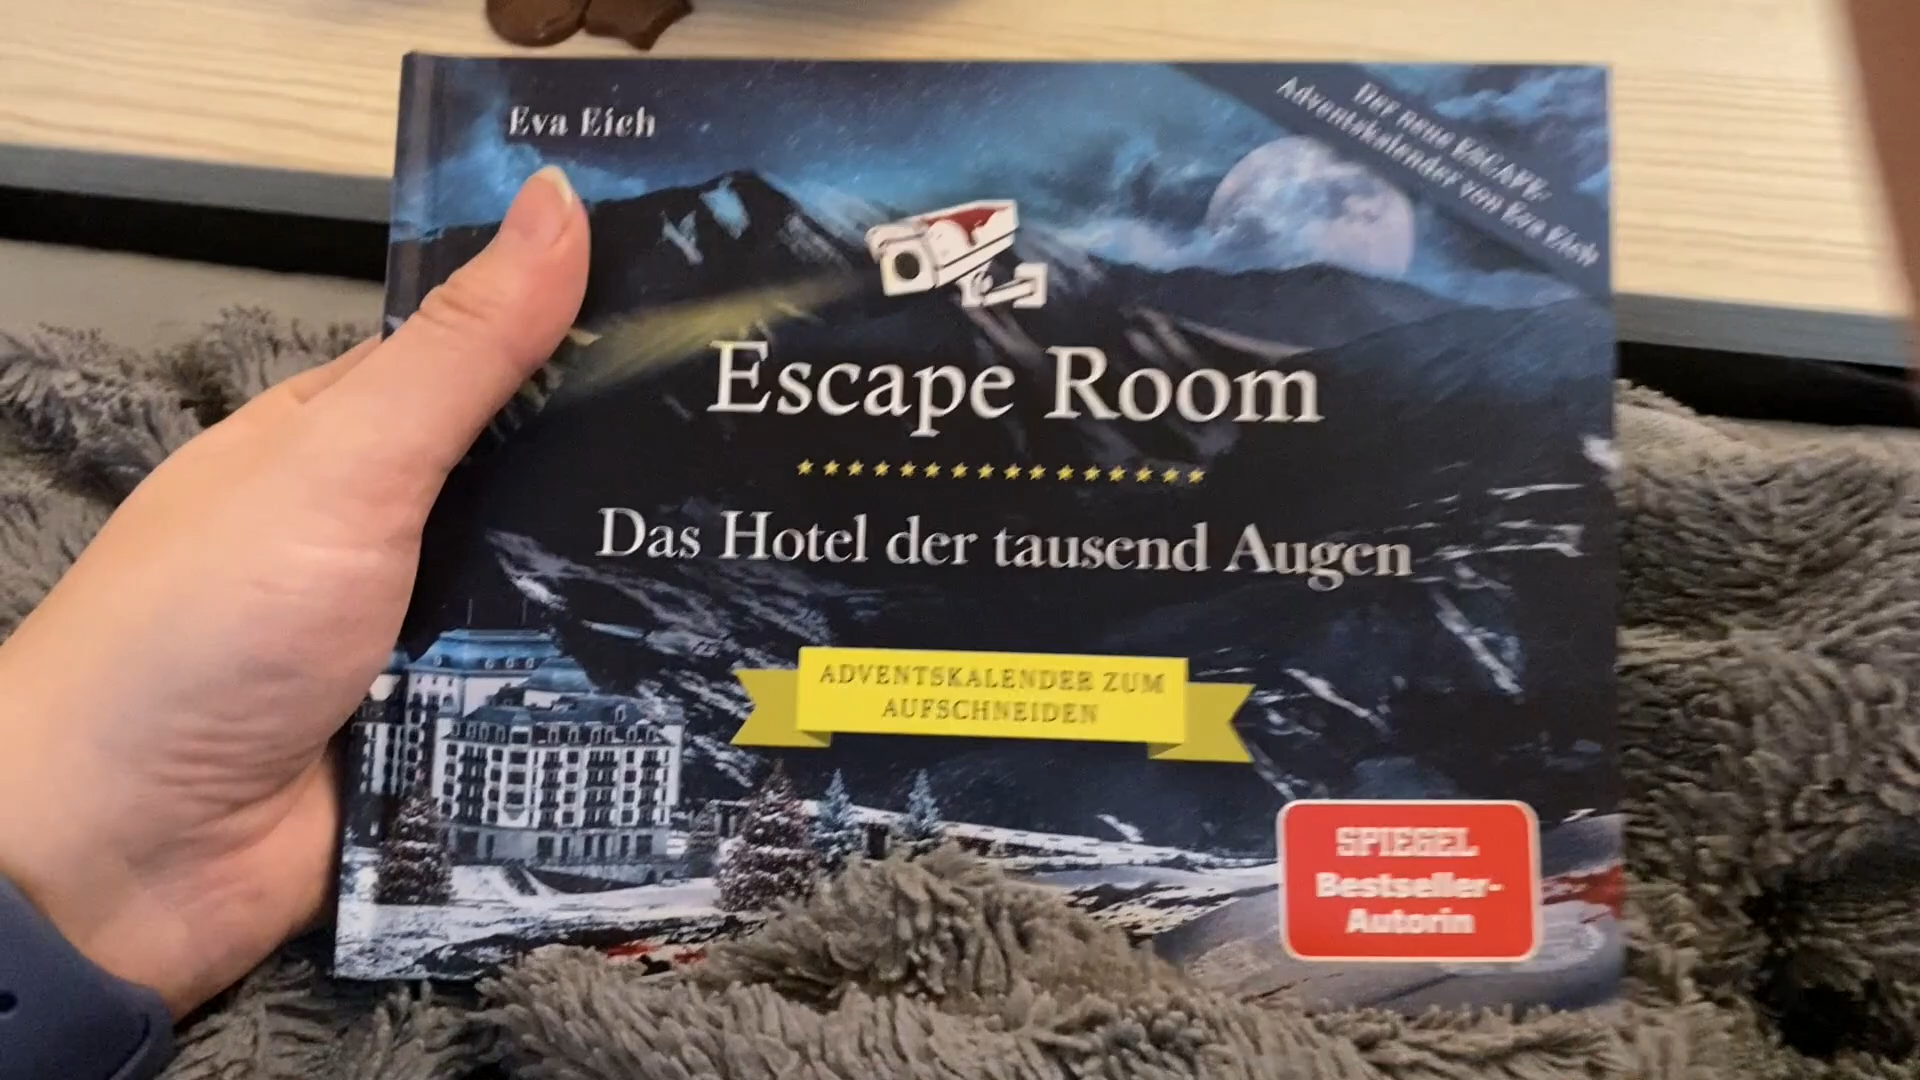 Eva Eich
Der neue ESCAPE-
Adventskalender von Eva Eich
Escape Room
Das Hotel der tausend Augen
ADVENTSKALENDER ZUM
AUFSCHNEIDEN
SPIEGEL
Bestseller-
Autorin